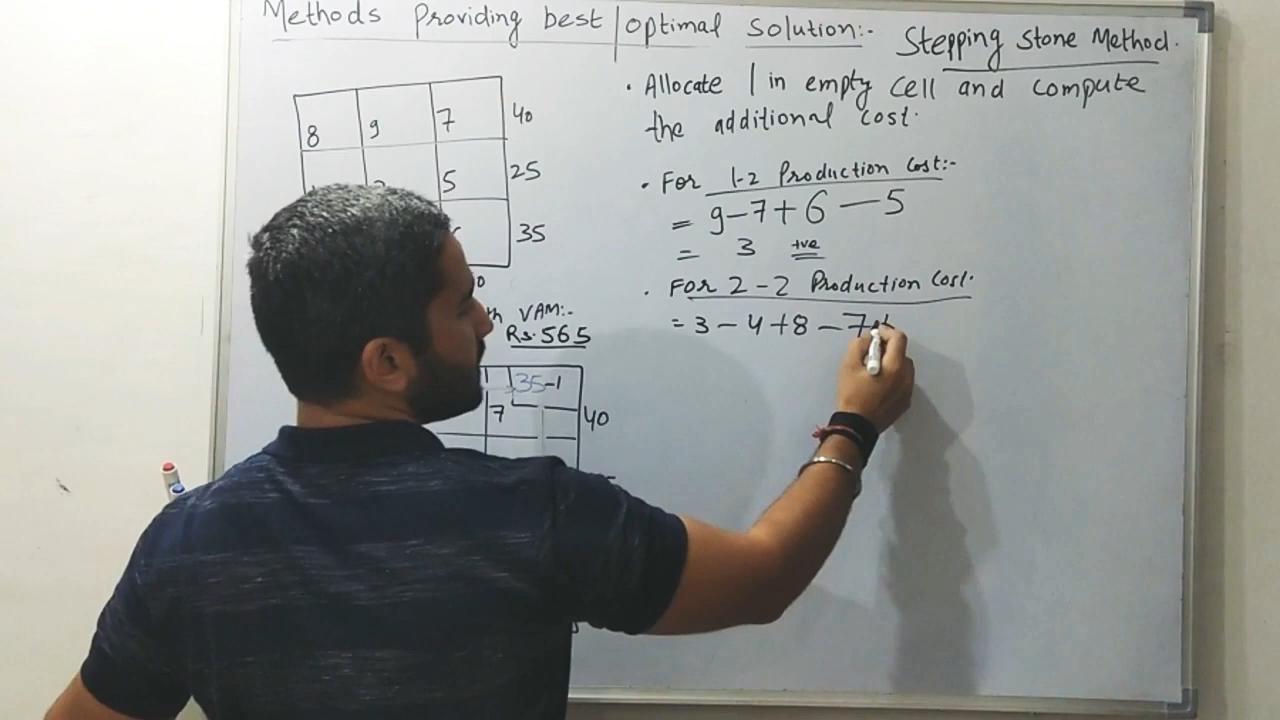 Methods Providing best optimal solution:-
Stepping Stone Method.
8 9 7 40
5 25
35
VAM:-
Rs. 565
35-1
7 40
• Allocate 1 in empty cell and compute
the additional cost.
• For 1-2 Production Cost:-
= 9-7+6-5
= 3 +ve
• For 2-2 Production Cost.
= 3-4+8-7+